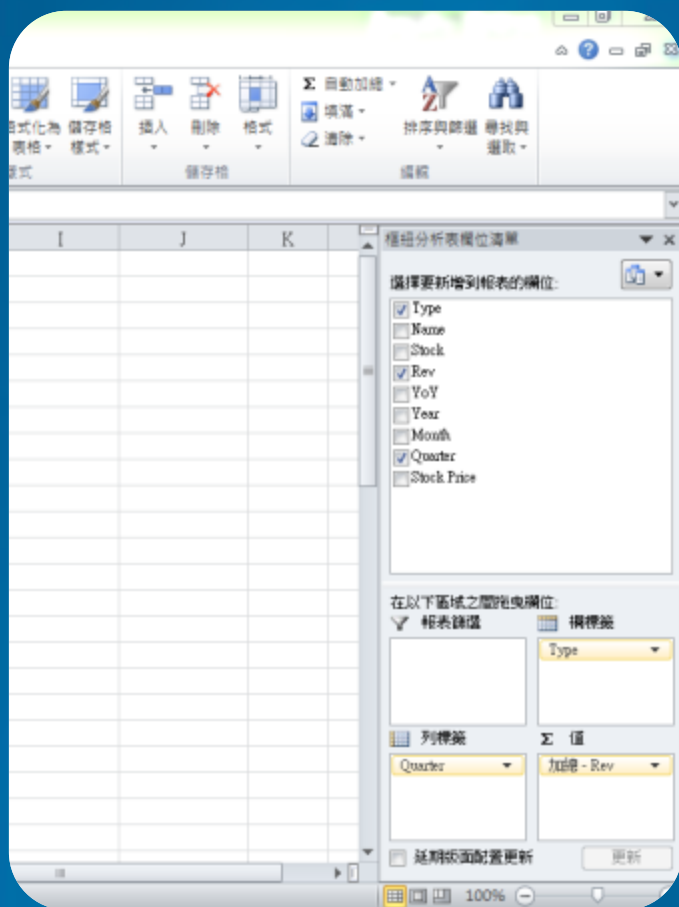 自動加總
填滿
清除
格式化為
表格
儲存格
樣式
插入
刪除
格式
排序與篩選
尋找與
選取
樣式
儲存格
編輯
I J K
樞紐分析表欄位清單
選擇要新增到報表的欄位:
Type
Name
Stock
Rev
YoY
Year
Month
Quarter
Stock Price
在以下區域之間拖曳欄位:
報表篩選
欄標籤
Type
列標籤
Σ 值
Quarter
加總 - Rev
延期版面配置更新
更新
100%